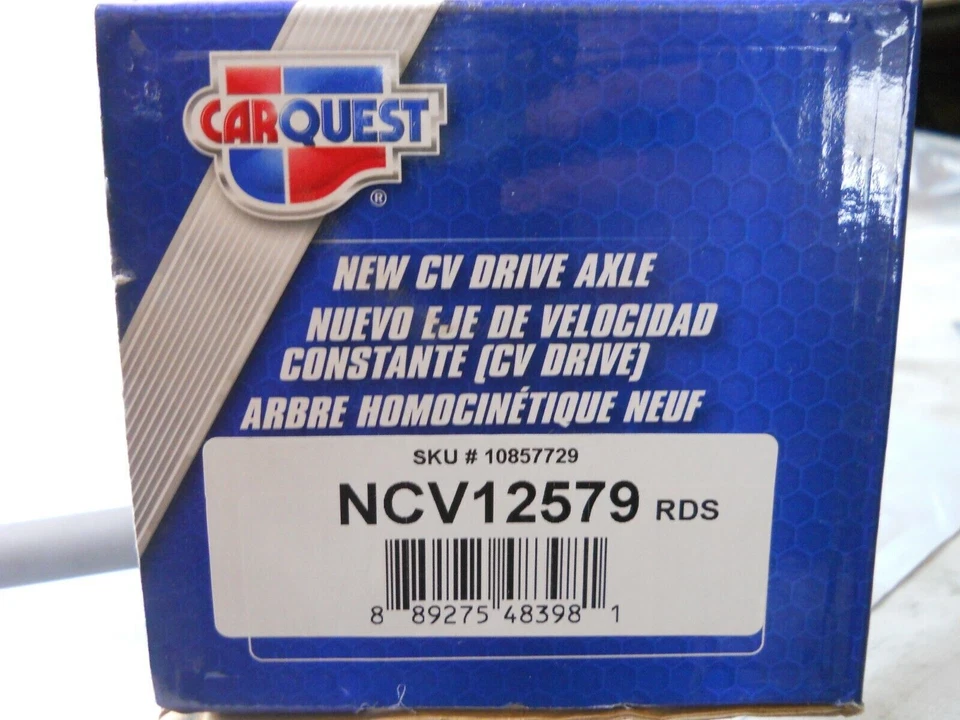 CARQUEST
®
NEW CV DRIVE AXLE
NUEVO EJE DE VELOCIDAD
CONSTANTE (CV DRIVE)
ARBRE HOMOCINÉTIQUE NEUF
SKU # 10857729
NCV12579 RDS
8 89275 48398 1